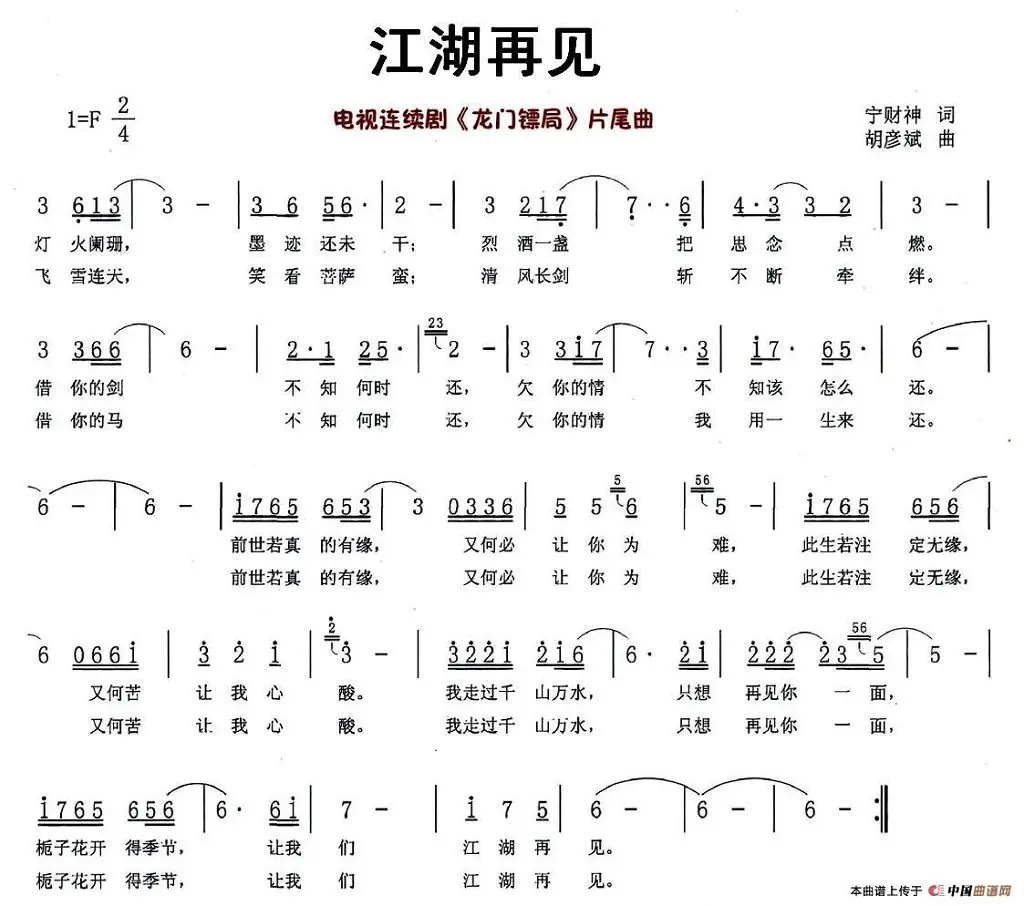 江湖再见
1=F 2/4
电视连续剧《龙门镖局》片尾曲
宁财神 词
胡彦斌 曲
3 613 3 - 36 56· 2 - 3 217 7·· 6 4·3 32 3 -
灯 火阑珊, 墨 迹 还未 干; 烈 酒一盏 把 思 念 点 燃。
飞 雪连天, 笑 看 菩萨 蛮; 清 风长剑 斩 不 断 牵 绊。
3 366 6 - 2·1 25· 23 2 - 3 3i7 7·· 3 i7· 65· 6 -
借 你的剑 不 知 何时 还, 欠 你的情 不 知该 怎么 还。
借 你的马 不 知 何时 还, 欠 你的情 我 用一 生来 还。
6 - 6 - i765 653 3 0336 5 5 5 6 56 5 - i765 656
前世若真 的有缘, 又何必 让 你 为 难, 此生若注 定无缘,
前世若真 的有缘, 又何必 让 你 为 难, 此生若注 定无缘,
6 066i 3 2 i 2 3 - 322i 2i6 6· 2i 222 23 56 5 5 -
又何苦 让 我 心 酸。 我走过千 山万水, 只想 再见你 一 面,
又何苦 让 我 心 酸。 我走过千 山万水, 只想 再见你 一 面,
i765 656 6· 6i 7 - i 7 5 6 - 6 - 6 - :
栀子花开 得季节, 让我 们 江 湖 再 见。
栀子花开 得季节, 让我 们 江 湖 再 见。
本曲谱上传于 中国曲谱网